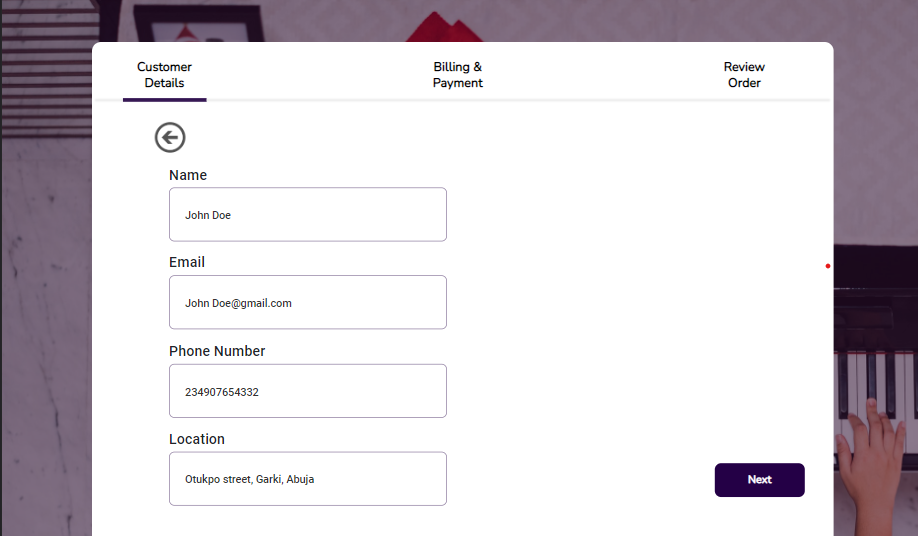 Customer
Details
Billing &
Payment
Review
Order
Name
John Doe
Email
John Doe@gmail.com
Phone Number
234907654332
Location
Otukpo street, Garki, Abuja
Next